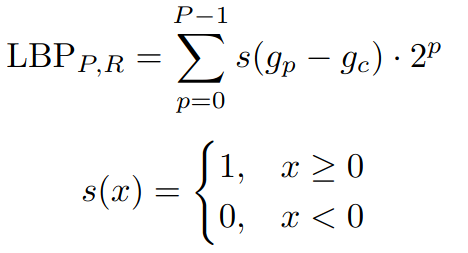 LBP_{P,R} = \sum_{p=0}^{P-1} s(g_p - g_c) \cdot 2^p
s(x) = \begin{cases} 1, & x \geq 0 \\ 0, & x < 0 \end{cases}